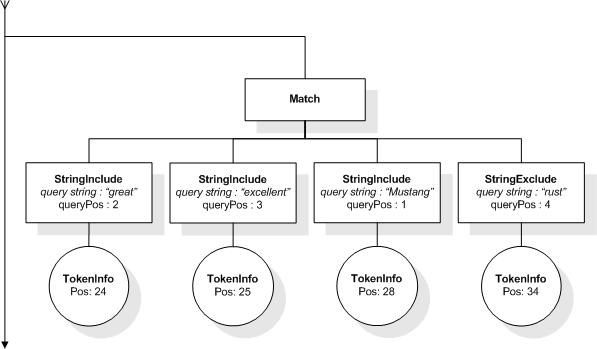 Match
StringInclude
query string : “great”
queryPos : 2
StringInclude
query string : “excellent”
queryPos : 3
StringInclude
query string : “Mustang”
queryPos : 1
StringExclude
query string : “rust”
queryPos : 4
TokenInfo
Pos: 24
TokenInfo
Pos: 25
TokenInfo
Pos: 28
TokenInfo
Pos: 34